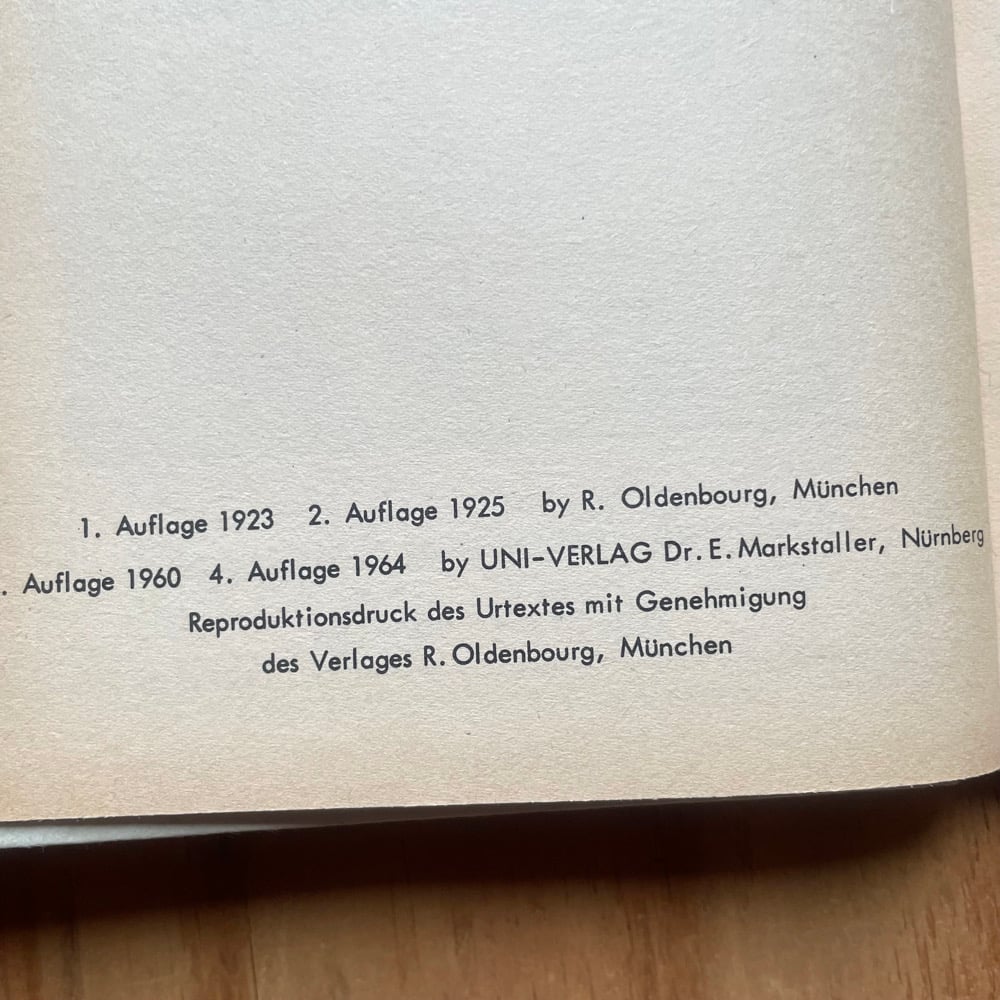 1. Auflage 1923 2. Auflage 1925 by R. Oldenbourg, München
. Auflage 1960 4. Auflage 1964 by UNI-VERLAG Dr. E. Markstaller, Nürnberg
Reproduktionsdruck des Urtextes mit Genehmigung
des Verlages R. Oldenbourg, München